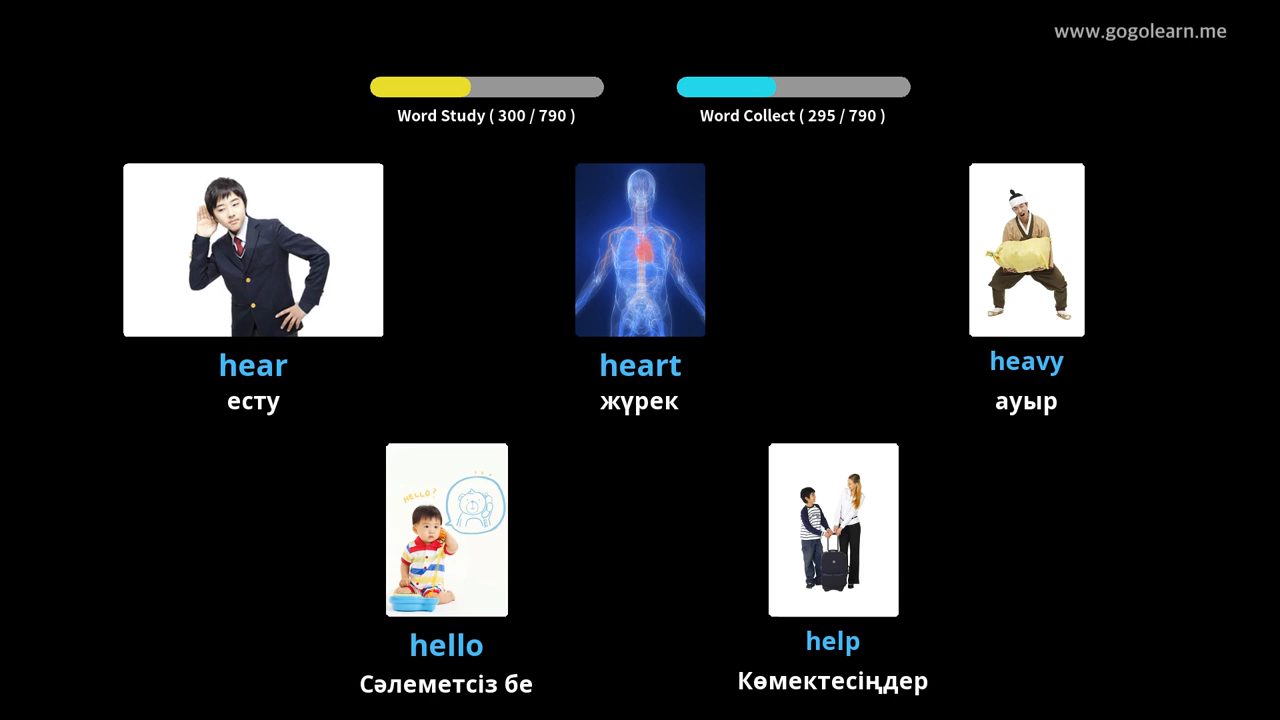 www.gogolearn.me
Word Study ( 300 / 790 )
Word Collect ( 295 / 790 )
hear
есту
heart
жүрек
heavy
ауыр
HELLO!
hello
Сәлеметсіз бе
help
Көмектесіңдер